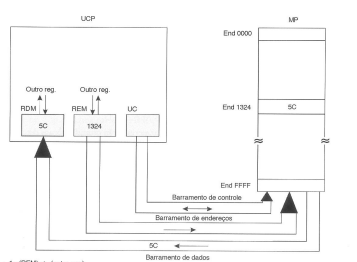 UCP
MP
End 0000
Outro reg.
Outro reg.
RDM
REM
UC
End 1324
5C
5C
1324
End FFFF
Barramento de controle
Barramento de endereços
5C
Barramento de dados